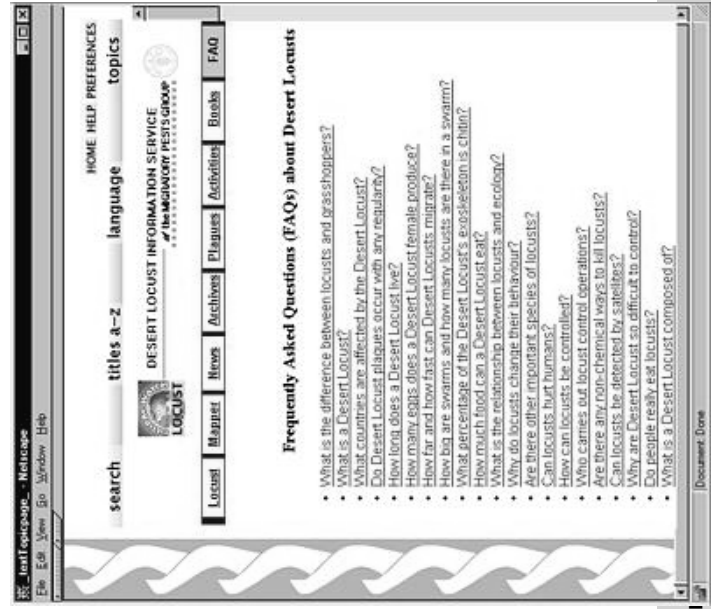 _textTopicpage_ - Netscape
File Edit View Go Window Help
HOME HELP PREFERENCES
search titles a-z language topics
DESERT LOCUST INFORMATION SERVICE
of the MIGRATORY PESTS GROUP
LOCUST
Locust Mapper News Archives Plagues Activities Books FAQ
Frequently Asked Questions (FAQs) about Desert Locusts
• What is the difference between locusts and grasshoppers?
• What is a Desert Locust?
• What countries are affected by the Desert Locust?
• Do Desert Locust plagues occur with any regularity?
• How long does a Desert Locust live?
• How many eggs does a Desert Locust female produce?
• How far and how fast can Desert Locusts migrate?
• How big are swarms and how many locusts are there in a swarm?
• What percentage of the Desert Locust's exoskeleton is chitin?
• How much food can a Desert Locust eat?
• What is the relationship between locusts and ecology?
• Why do locusts change their behaviour?
• Are there other important species of locusts?
• Can locusts hurt humans?
• How can locusts be controlled?
• Who carries out locust control operations?
• Are there any non-chemical ways to kill locusts?
• Can locusts be detected by satellites?
• Why are Desert Locust so difficult to control?
• Do people really eat locusts?
• What is a Desert Locust composed of?
Document: Done